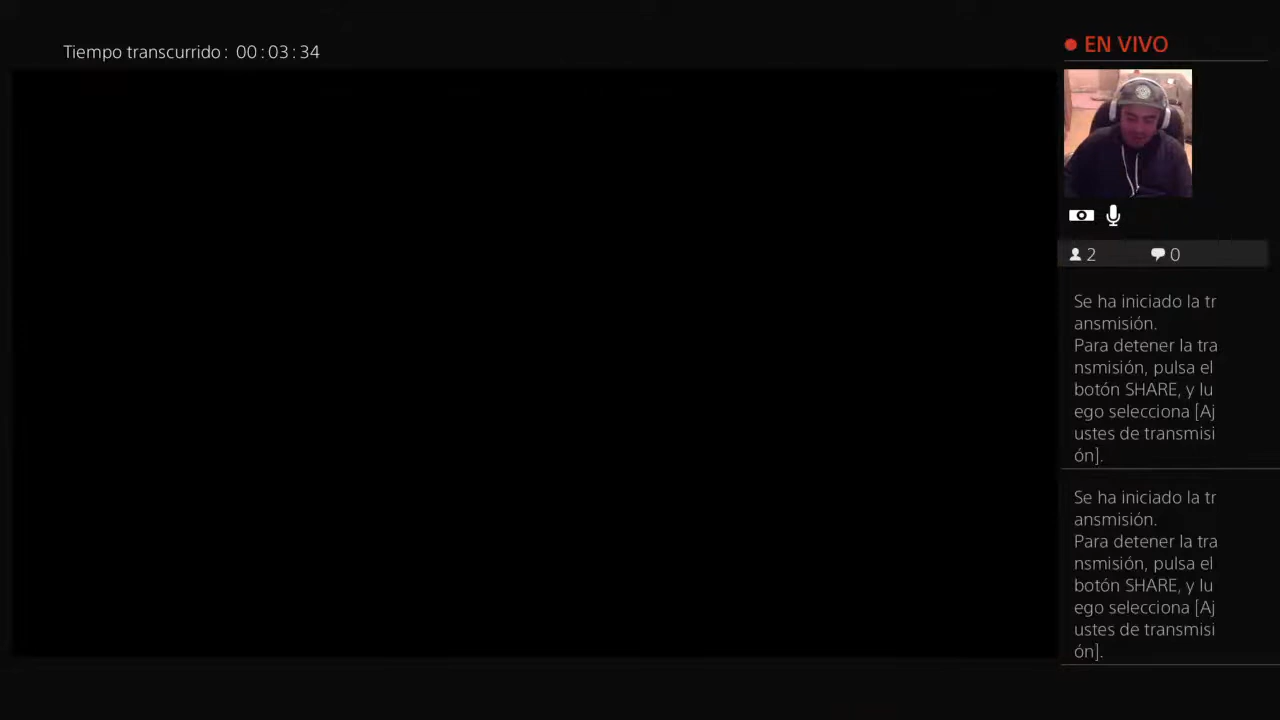 Tiempo transcurrido: 00:03:34
EN VIVO
2 0
Se ha iniciado la tr
ansmisión.
Para detener la tra
nsmisión, pulsa el
botón SHARE, y lu
ego selecciona [Aj
ustes de transmisi
ón].
Se ha iniciado la tr
ansmisión.
Para detener la tra
nsmisión, pulsa el
botón SHARE, y lu
ego selecciona [Aj
ustes de transmisi
ón].